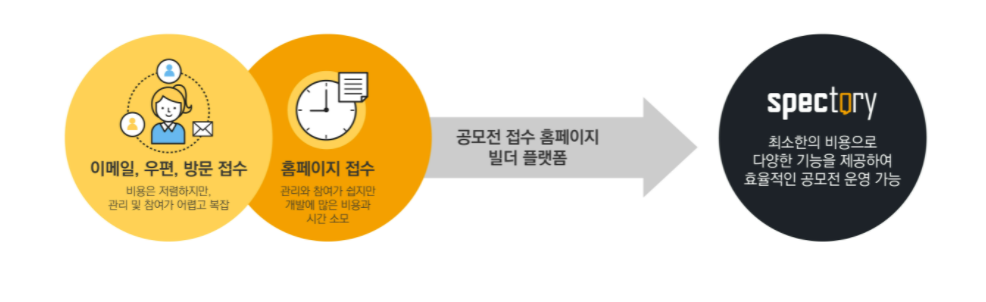 이메일, 우편, 방문 접수
비용은 저렴하지만,
관리 및 참여가 어렵고 복잡
홈페이지 접수
관리와 참여가 쉽지만
개발에 많은 비용과
시간 소모
공모전 접수 홈페이지
빌더 플랫폼
spectory
최소한의 비용으로
다양한 기능을 제공하여
효율적인 공모전 운영 가능